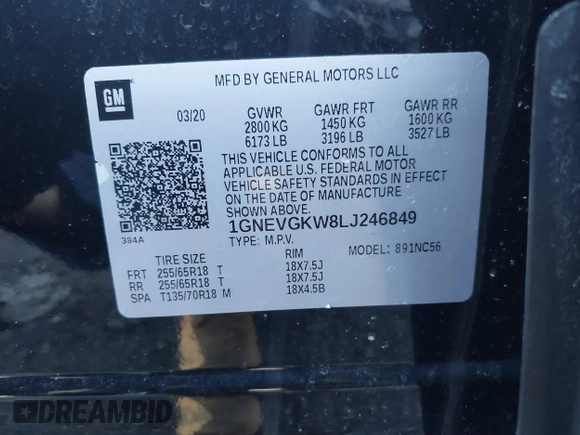 MFD BY GENERAL MOTORS LLC
GM
03/20 GVWR GAWR FRT GAWR RR
2800 KG 1450 KG 1600 KG
6173 LB 3196 LB 3527 LB
THIS VEHICLE CONFORMS TO ALL
APPLICABLE U.S. FEDERAL MOTOR
VEHICLE SAFETY STANDARDS IN EFFECT
ON THE DATE OF MANUFACTURE
SHOWN ABOVE.
384A
1GNEVGKW8LJ246849
TYPE: M.P.V. MODEL: 891NC56
TIRE SIZE RIM
FRT 255/65R18 T 18X7.5J
RR 255/65R18 T 18X7.5J
SPA T135/70R18 M 18X4.5B
DREAMBID